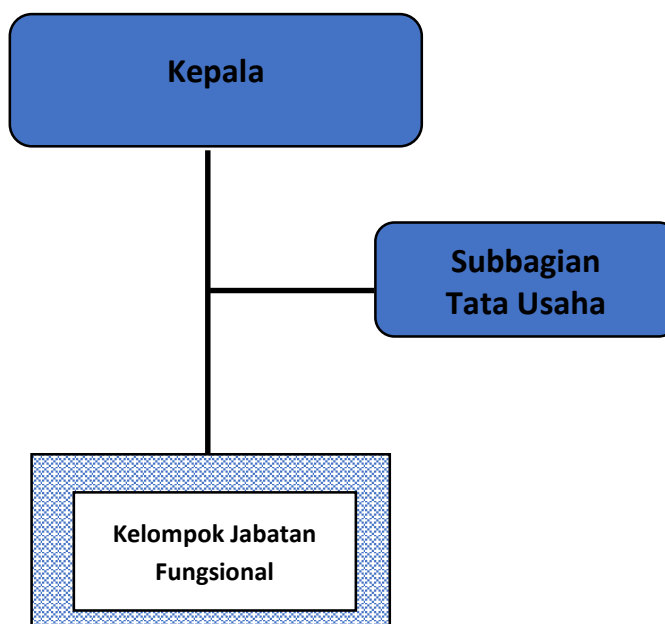 Kepala
Subbagian
Tata Usaha
Kelompok Jabatan
Fungsional